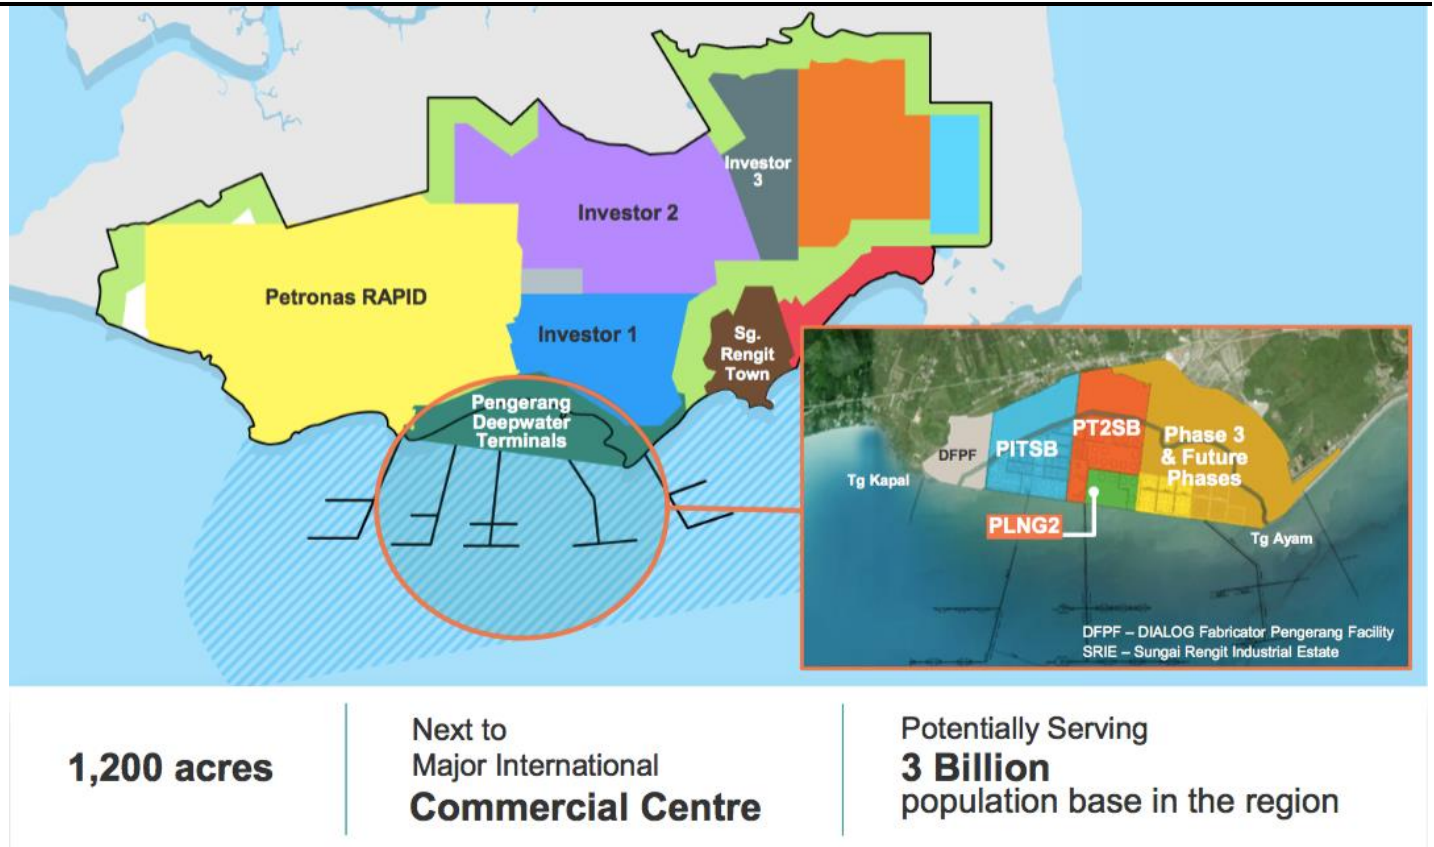 Investor
3
Investor 2
Petronas RAPID
Investor 1
Sg.
Rengit
Town
Pengerang
Deepwater
Terminals
DFPF
PITSB
PT2SB
Phase 3
& Future
Phases
Tg Kapal
PLNG2
Tg Ayam
DFPF – DIALOG Fabricator Pengerang Facility
SRIE – Sungai Rengit Industrial Estate
1,200 acres
Next to
Major International
Commercial Centre
Potentially Serving
3 Billion
population base in the region